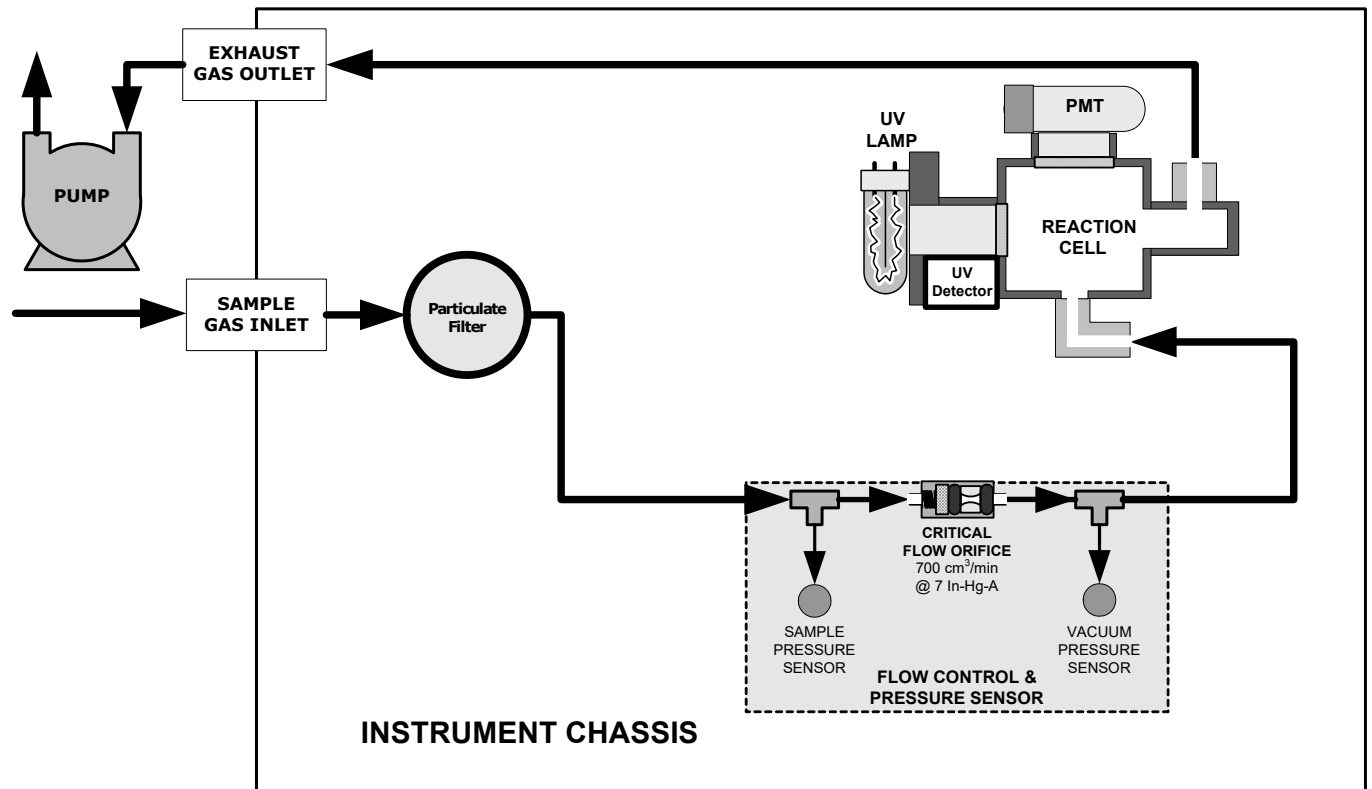 EXHAUST
GAS OUTLET
PUMP
SAMPLE
GAS INLET
Particulate
Filter
UV
LAMP
PMT
REACTION
CELL
UV
Detector
CRITICAL
FLOW ORIFICE
700 cm³/min
@ 7 In-Hg-A
SAMPLE
PRESSURE
SENSOR
VACUUM
PRESSURE
SENSOR
FLOW CONTROL &
PRESSURE SENSOR
INSTRUMENT CHASSIS